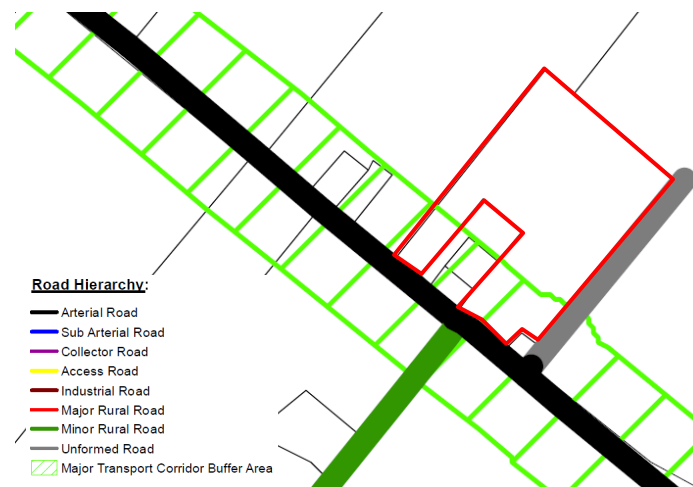 Road Hierarchy:
Arterial Road
Sub Arterial Road
Collector Road
Access Road
Industrial Road
Major Rural Road
Minor Rural Road
Unformed Road
Major Transport Corridor Buffer Area